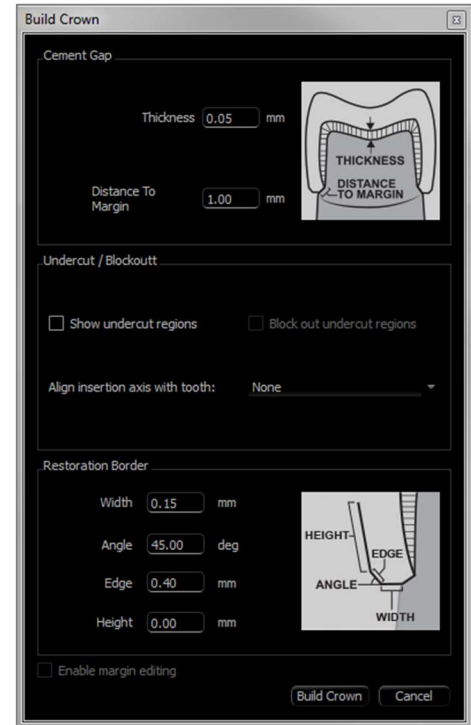 Build Crown
Cement Gap
Thickness 0.05 mm
THICKNESS
DISTANCE
TO MARGIN
Distance To
Margin
1.00 mm
Undercut / Blockoutt
Show undercut regions
Block out undercut regions
Align insertion axis with tooth: None
Restoration Border
Width 0.15 mm
Angle 45.00 deg
Edge 0.40 mm
Height 0.00 mm
HEIGHT
EDGE
ANGLE
WIDTH
Enable margin editing
Build Crown Cancel